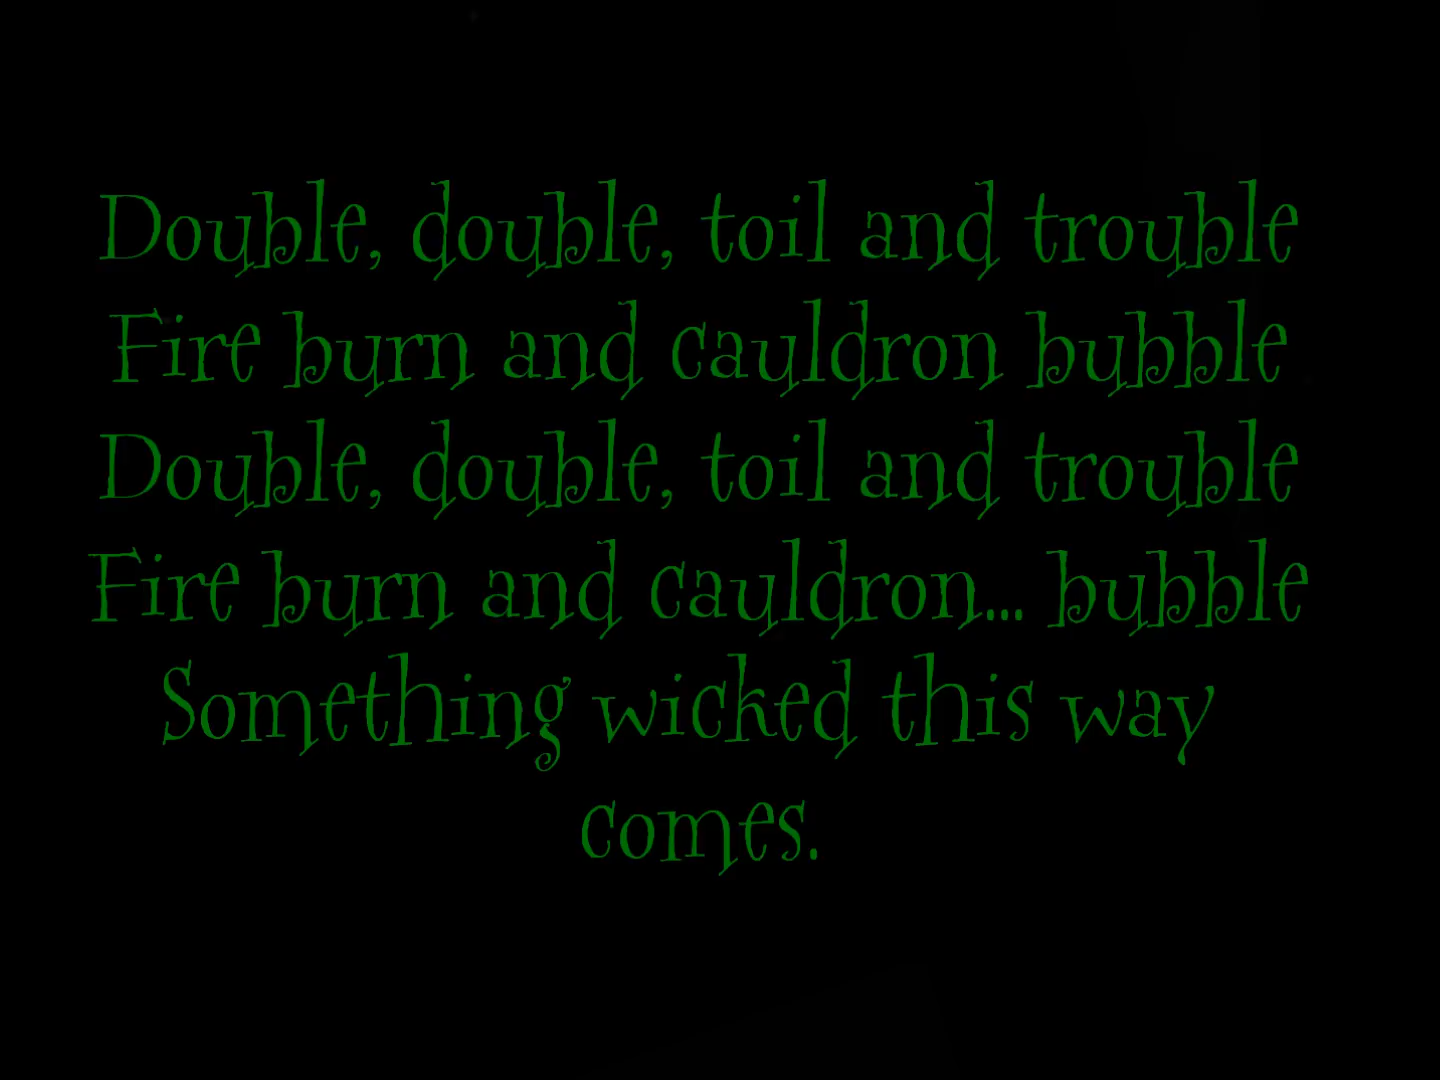 Double, double, toil and trouble
Fire burn and cauldron bubble
Double, double, toil and trouble
Fire burn and cauldron... bubble
Something wicked this way
comes.